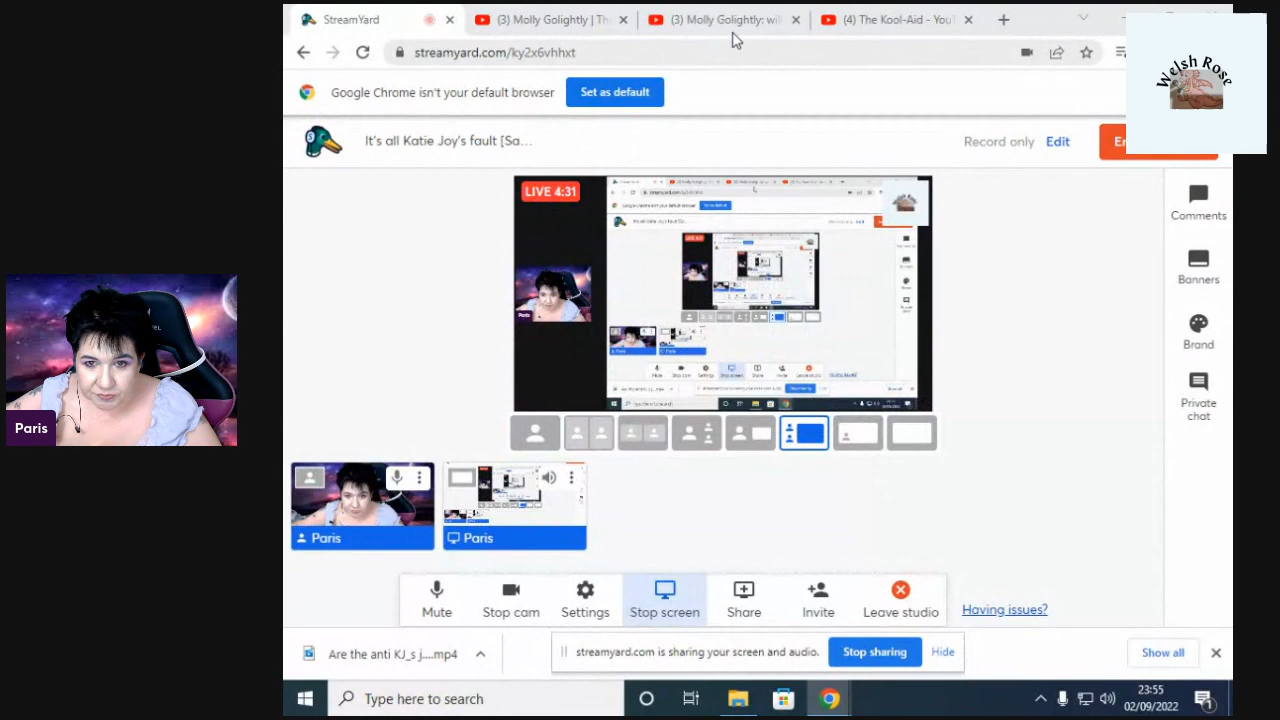 StreamYard
(3) Molly Golightly | Th
(3) Molly Golightly: wi
(4) The Kool-Aid - You
streamyard.com/ky2x6vhhxt
Google Chrome isn't your default browser
Set as default
Welsh Rose
It's all Katie Joy's fault [Sa...
Record only
Edit
LIVE 4:31
Comments
Banners
Brand
Private
chat
Paris
Paris
Paris
Mute
Stop cam
Settings
Stop screen
Share
Invite
Leave studio
Having issues?
Are the anti KJ_s j....mp4
streamyard.com is sharing your screen and audio.
Stop sharing
Hide
Show all
Type here to search
23:55
02/09/2022
1